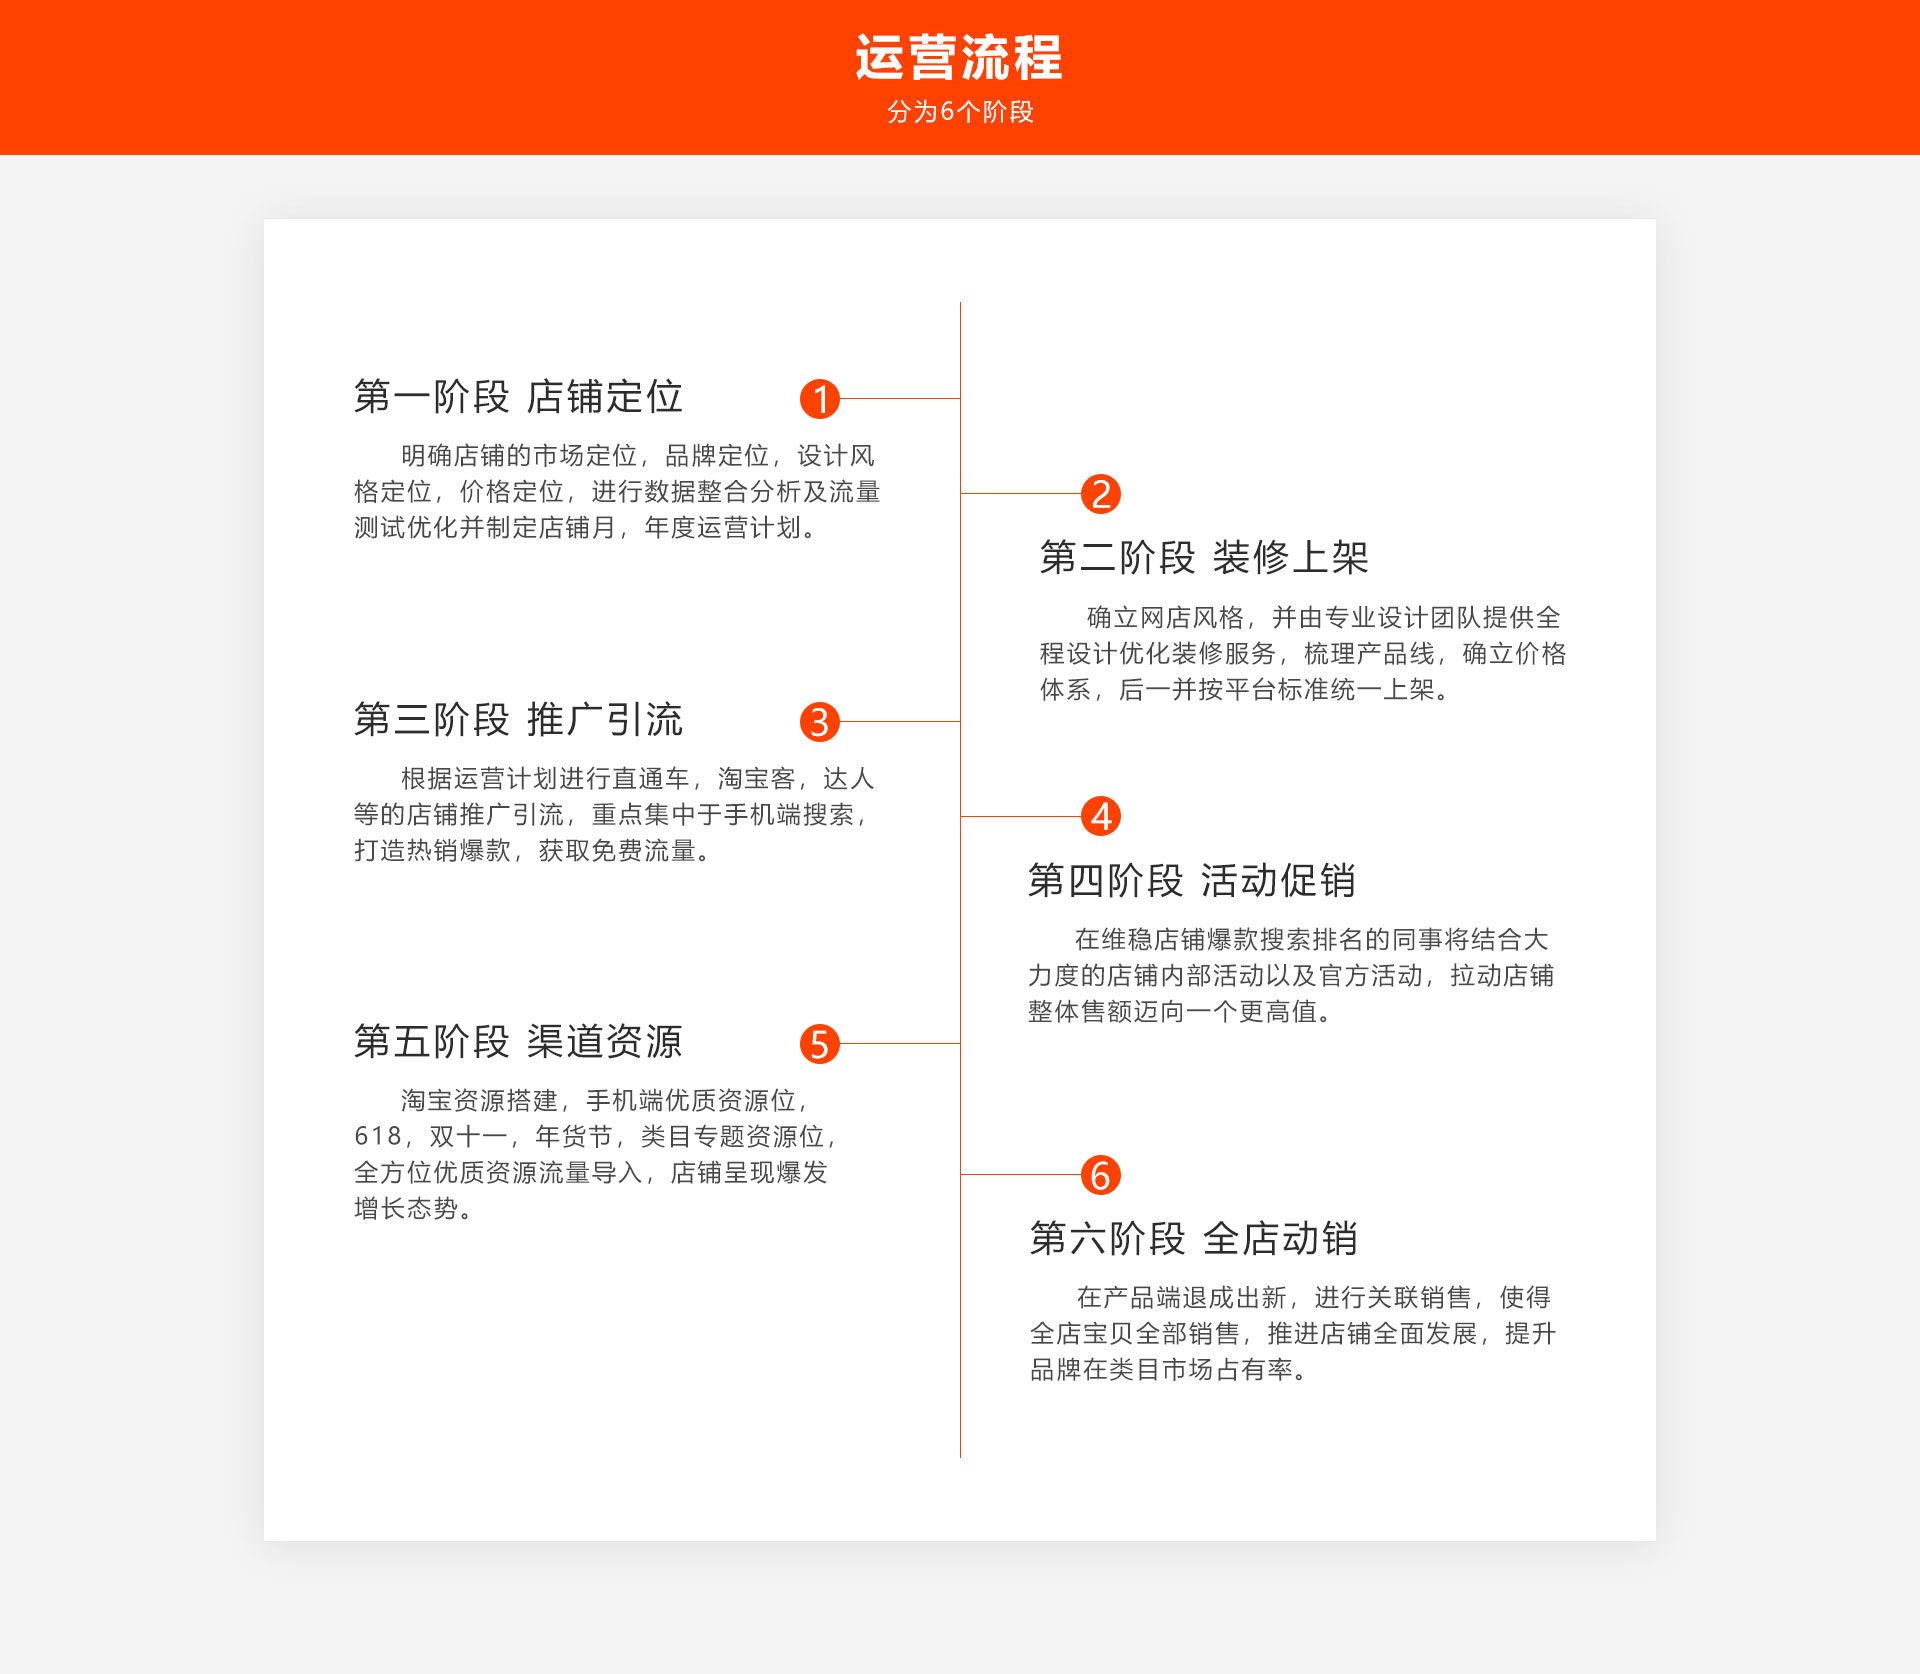 运营流程
分为6个阶段
第一阶段 店铺定位
1
明确店铺的市场定位，品牌定位，设计风
格定位，价格定位，进行数据整合分析及流量
测试优化并制定店铺月，年度运营计划。
2
第二阶段 装修上架
确立网店风格，并由专业设计团队提供全
程设计优化装修服务，梳理产品线，确立价格
体系，后一并按平台标准统一上架。
第三阶段 推广引流
3
根据运营计划进行直通车，淘宝客，达人
等的店铺推广引流，重点集中于手机端搜索，
打造热销爆款，获取免费流量。
4
第四阶段 活动促销
在维稳店铺爆款搜索排名的同事将结合大
力度的店铺内部活动以及官方活动，拉动店铺
整体售额迈向一个更高值。
第五阶段 渠道资源
5
淘宝资源搭建，手机端优质资源位，
618，双十一，年货节，类目专题资源位，
全方位优质资源流量导入，店铺呈现爆发
增长态势。
6
第六阶段 全店动销
在产品端退成出新，进行关联销售，使得
全店宝贝全部销售，推进店铺全面发展，提升
品牌在类目市场占有率。